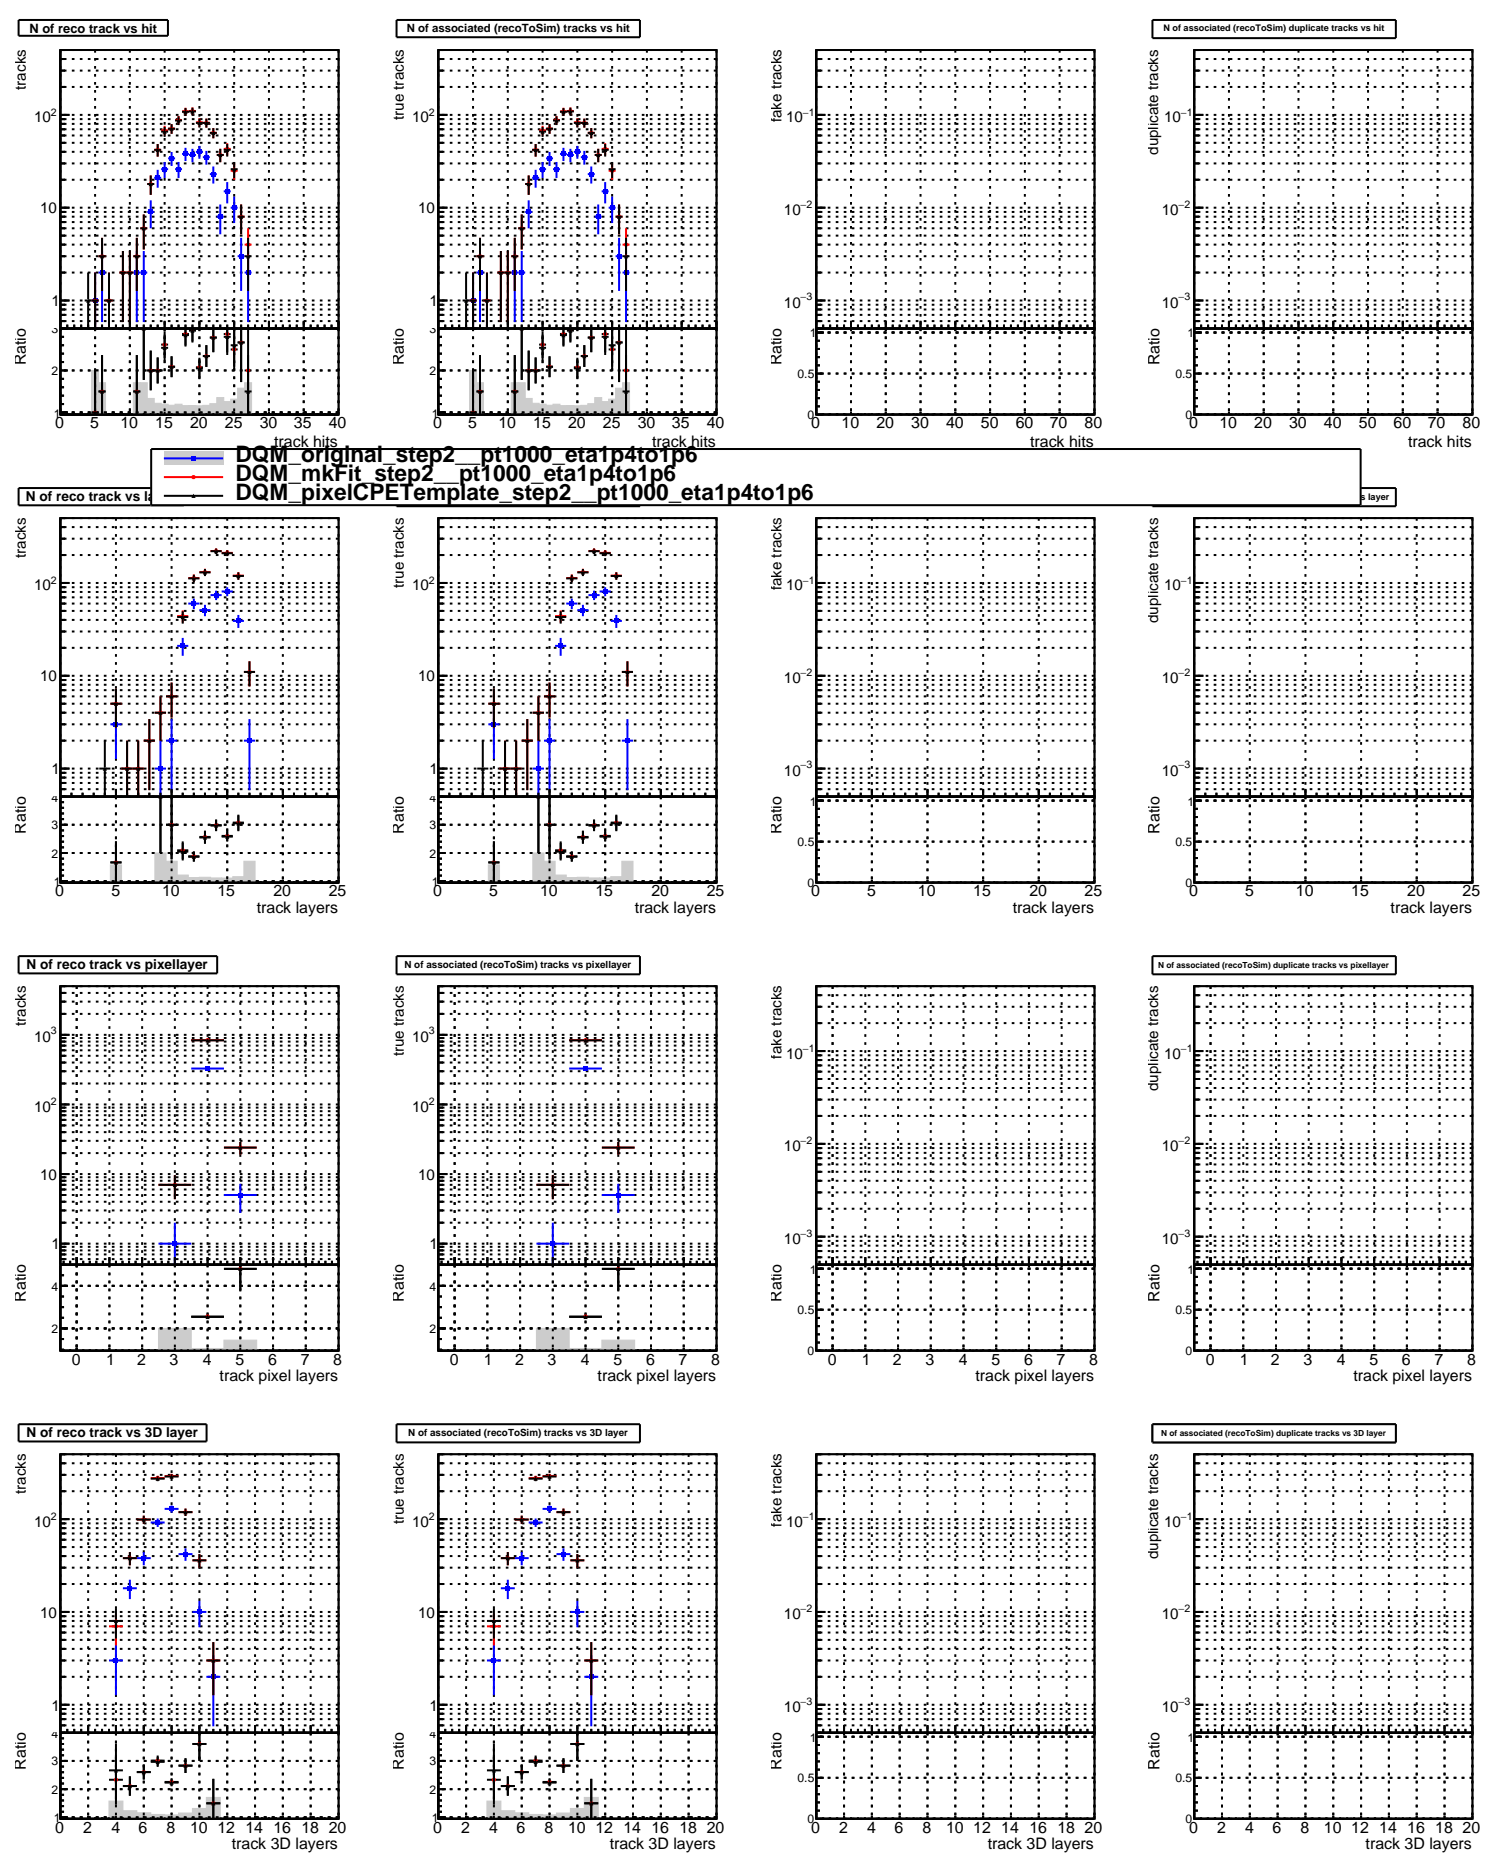 N of reco track vs hit
N of associated (recoToSim) tracks vs hit
N of associated (recoToSim) duplicate tracks vs hit
tracks
true tracks
fake tracks
duplicate tracks
10²
10
1
10²
10
1
10⁻¹
10⁻²
10⁻³
10⁻¹
10⁻²
10⁻³
Ratio
Ratio
Ratio
Ratio
3
2
1
3
2
1
1
0.5
0
1
0.5
0
0 5 10 15 20 25 30 35 40
0 5 10 15 20 25 30 35 40
0 10 20 30 40 50 60 70 80
0 10 20 30 40 50 60 70 80
track hits
track hits
track hits
track hits
DQM_original_step2__pt1000_eta1p4to1p6
DQM_mkFit_step2__pt1000_eta1p4to1p6
DQM_pixelCPETemplate_step2__pt1000_eta1p4to1p6
N of reco track vs la
s layer
tracks
true tracks
fake tracks
duplicate tracks
10²
10
1
10²
10
1
10⁻¹
10⁻²
10⁻³
10⁻¹
10⁻²
10⁻³
Ratio
Ratio
Ratio
Ratio
4
3
2
1
4
3
2
1
1
0.5
0
1
0.5
0
0 5 10 15 20 25
0 5 10 15 20 25
0 5 10 15 20 25
0 5 10 15 20 25
track layers
track layers
track layers
track layers
N of reco track vs pixellayer
N of associated (recoToSim) tracks vs pixellayer
N of associated (recoToSim) duplicate tracks vs pixellayer
tracks
true tracks
fake tracks
duplicate tracks
10³
10²
10
1
10³
10²
10
1
10⁻¹
10⁻²
10⁻³
10⁻¹
10⁻²
10⁻³
Ratio
Ratio
Ratio
Ratio
4
2
4
2
1
0.5
0
1
0.5
0
0 1 2 3 4 5 6 7 8
0 1 2 3 4 5 6 7 8
0 1 2 3 4 5 6 7 8
0 1 2 3 4 5 6 7 8
track pixel layers
track pixel layers
track pixel layers
track pixel layers
N of reco track vs 3D layer
N of associated (recoToSim) tracks vs 3D layer
N of associated (recoToSim) duplicate tracks vs 3D layer
tracks
true tracks
fake tracks
duplicate tracks
10²
10
1
10²
10
1
10⁻¹
10⁻²
10⁻³
10⁻¹
10⁻²
10⁻³
Ratio
Ratio
Ratio
Ratio
4
3
2
1
4
3
2
1
1
0.5
0
1
0.5
0
0 2 4 6 8 10 12 14 16 18 20
0 2 4 6 8 10 12 14 16 18 20
0 2 4 6 8 10 12 14 16 18 20
0 2 4 6 8 10 12 14 16 18 20
track 3D layers
track 3D layers
track 3D layers
track 3D layers